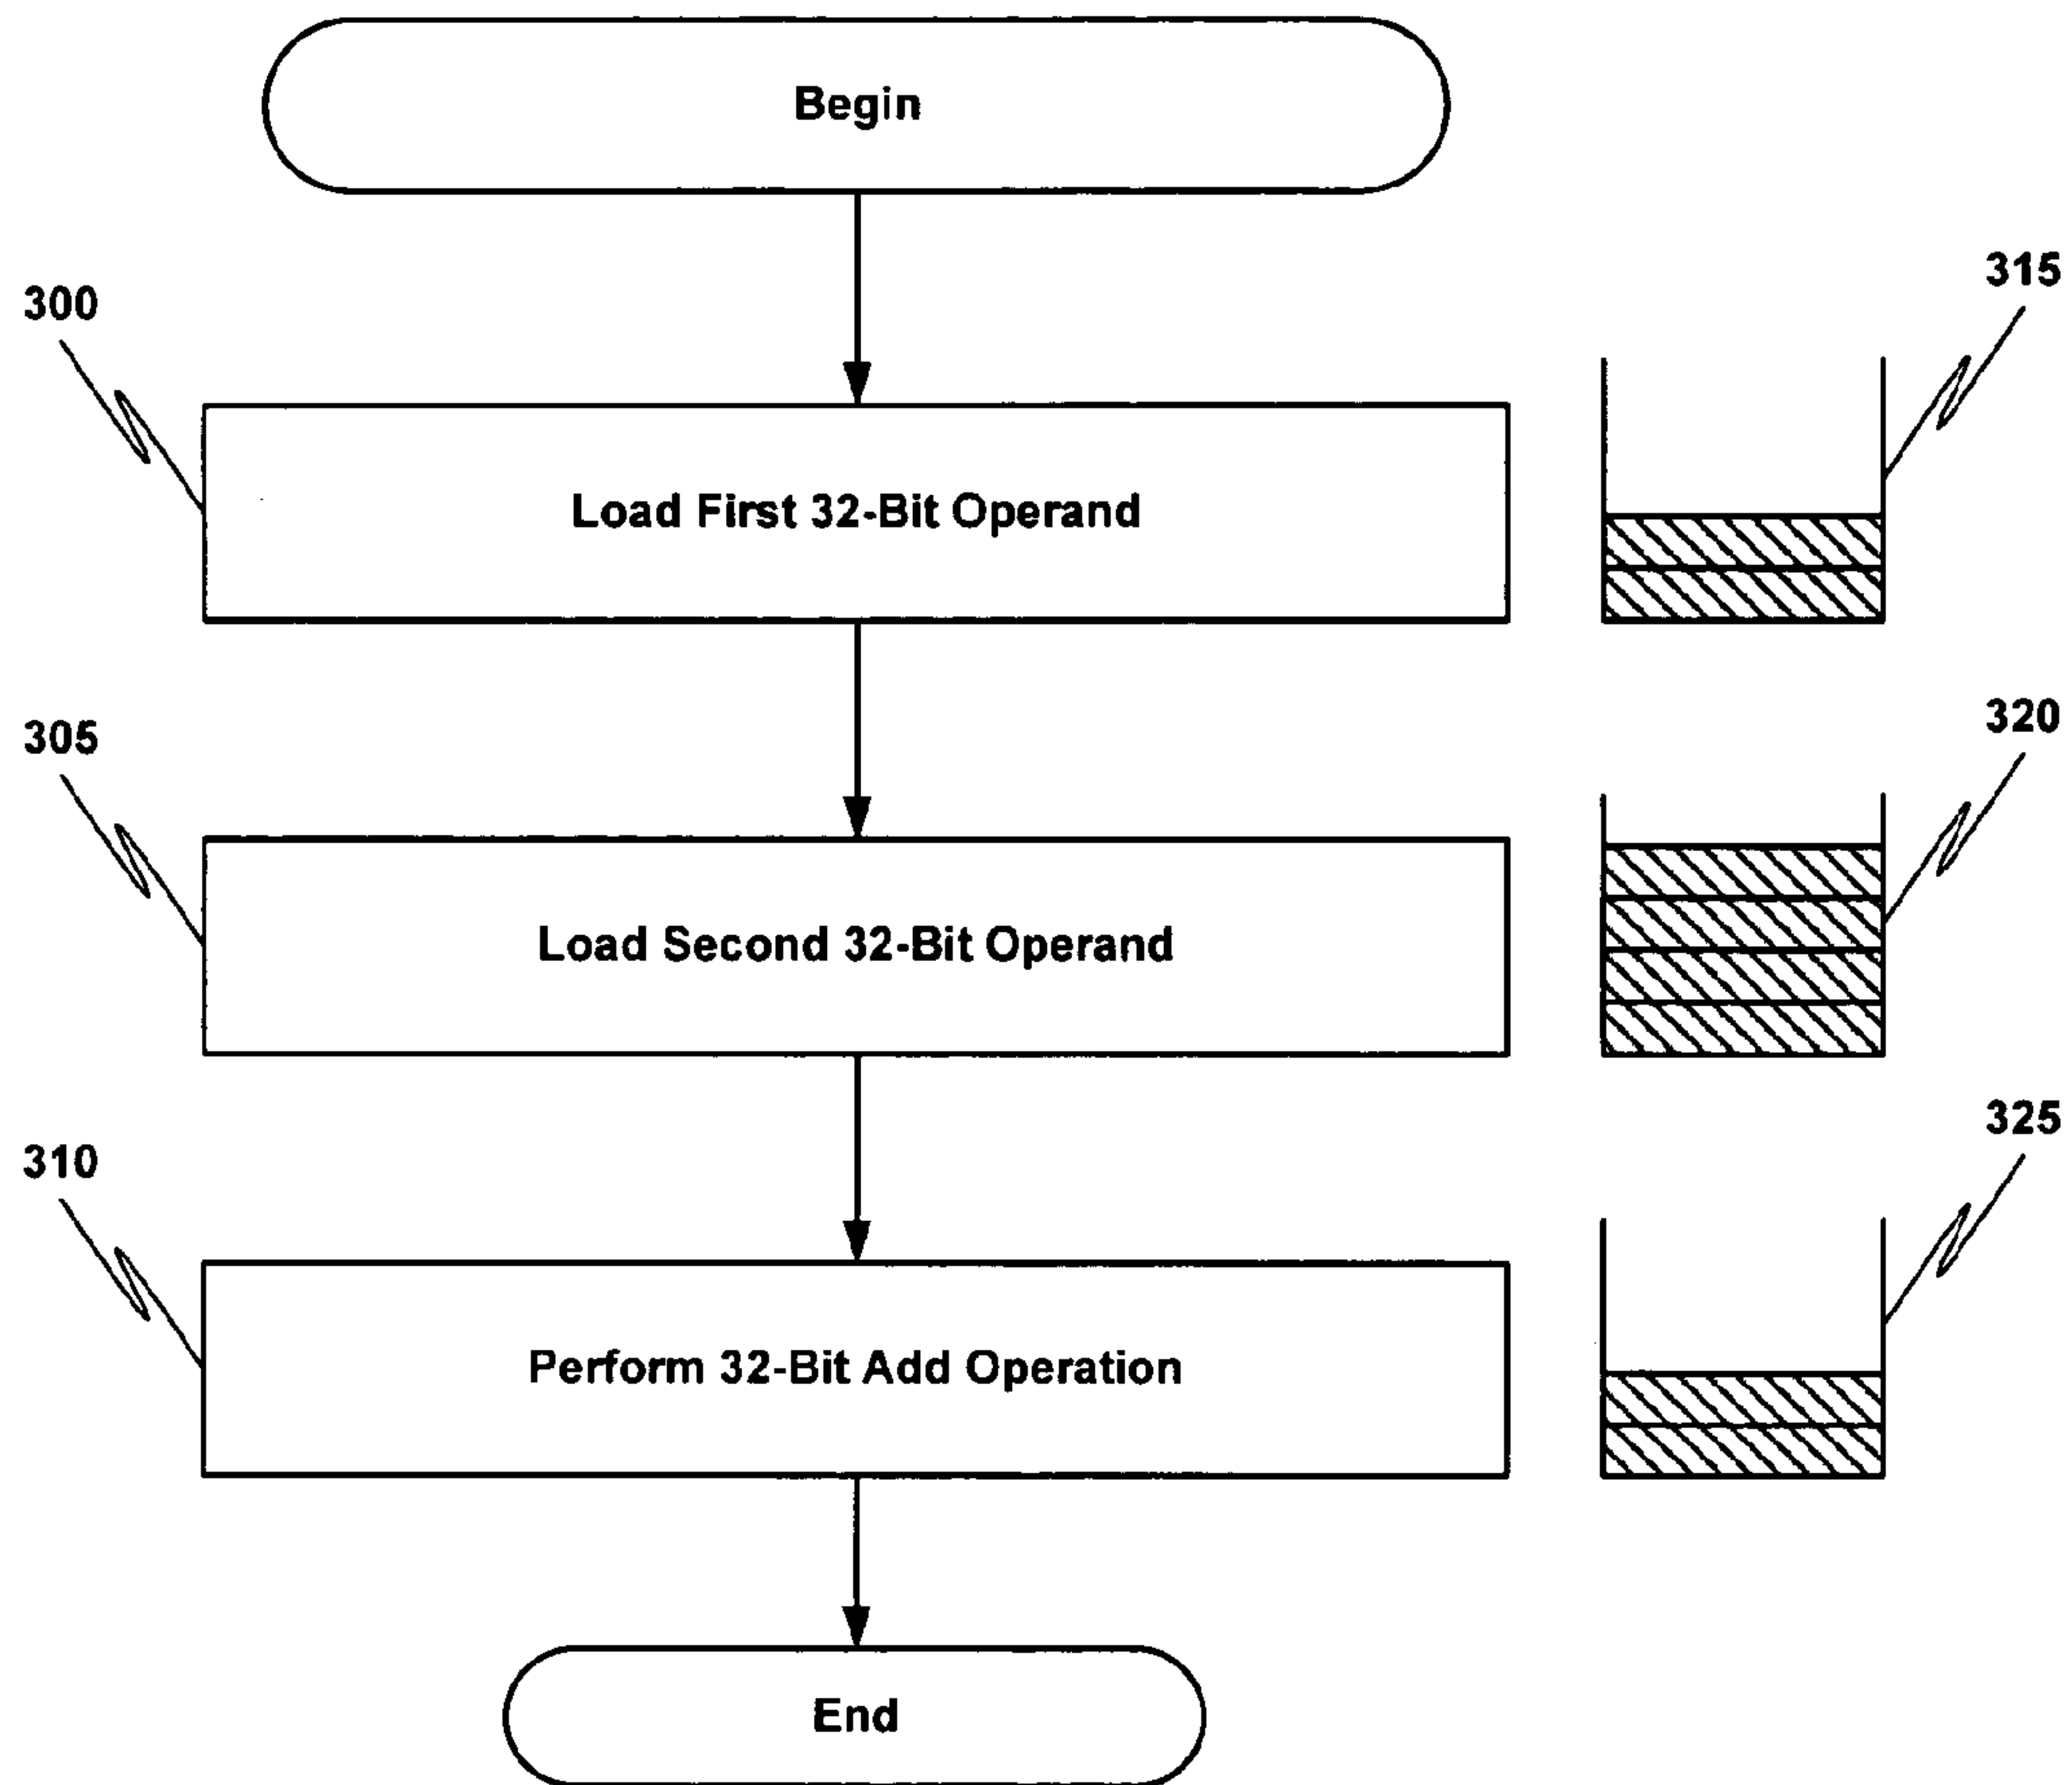 Begin
300
315
Load First 32-Bit Operand
305
320
Load Second 32-Bit Operand
310
325
Perform 32-Bit Add Operation
End